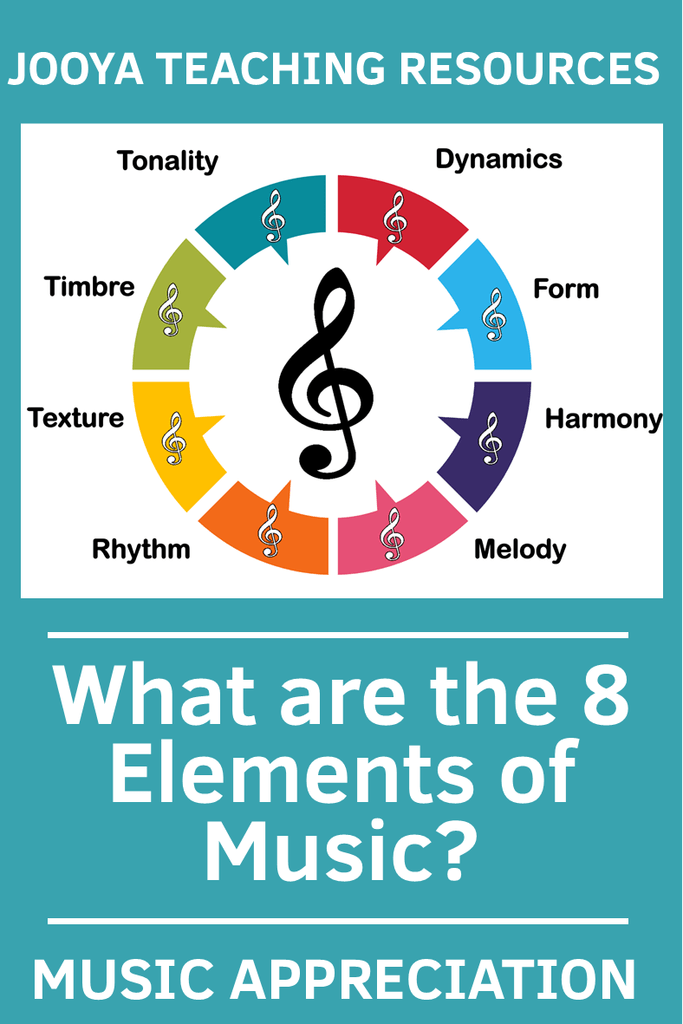 JOOYA TEACHING RESOURCES
Tonality
Dynamics
Timbre
Form
Texture
Harmony
Rhythm
Melody
What are the 8
Elements of
Music?
MUSIC APPRECIATION